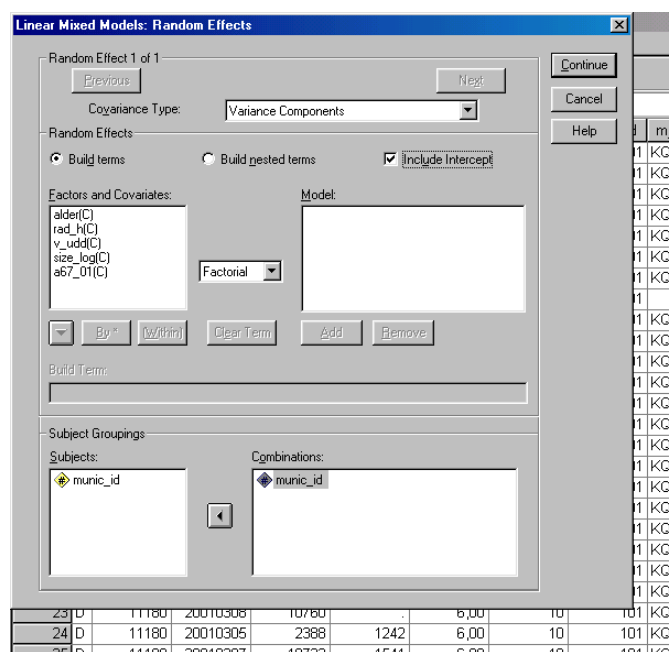 Linear Mixed Models: Random Effects
Random Effect 1 of 1
Previous Next
Continue
Cancel
Help
Covariance Type: Variance Components
Random Effects
Build terms Build nested terms Include Intercept
Factors and Covariates: Model:
alder(C)
rad_h(C)
v_udd(C)
size_log(C)
a67_01(C)
Factorial
By * (Within) Clear Term Add Remove
Build Term:
Subject Groupings
Subjects: Combinations:
munic_id munic_id
23 D 11180 20010308 10760 . 6,00 10 101 KQ
24 D 11180 20010305 2388 1242 6,00 10 101 KQ